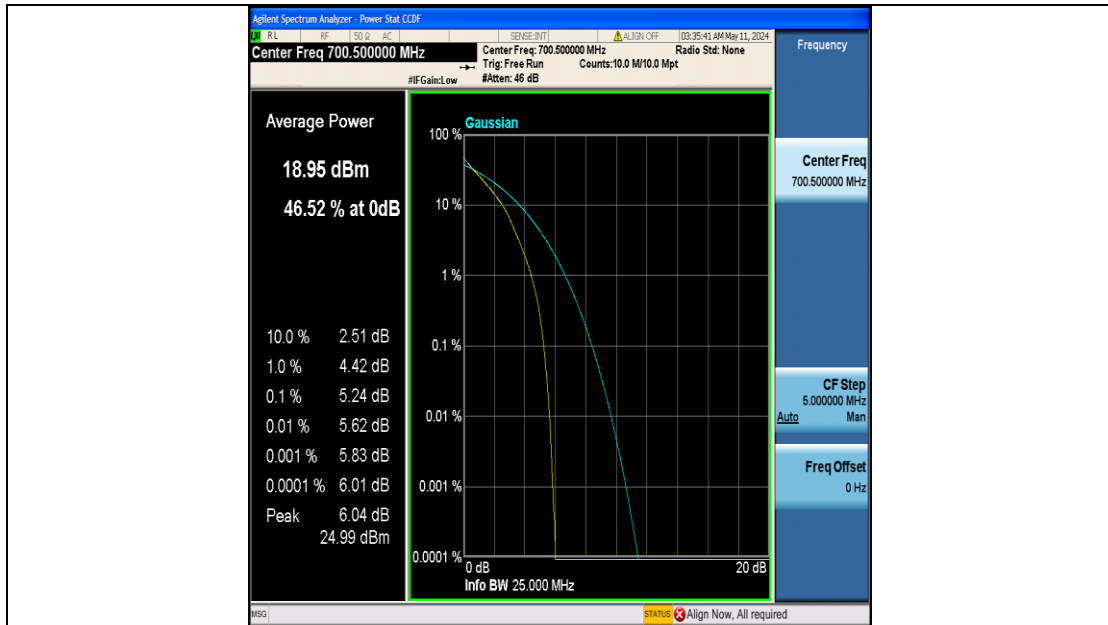 Agilent Spectrum Analyzer - Power Stat CCDF
RL RF 50 Ω AC SENSE:INT ALIGN OFF 03:35:41 AM May 11, 2024
Center Freq 700.500000 MHz
Center Freq: 700.500000 MHz Radio Std: None
Trig: Free Run Counts:10.0 M/10.0 Mpt
#IFGain:Low #Atten: 46 dB
Average Power
18.95 dBm
46.52 % at 0dB
10.0 % 2.51 dB
1.0 % 4.42 dB
0.1 % 5.24 dB
0.01 % 5.62 dB
0.001 % 5.83 dB
0.0001 % 6.01 dB
Peak 6.04 dB
24.99 dBm
Gaussian
100 %
10 %
1 %
0.1 %
0.01 %
0.001 %
0.0001 %
0 dB 20 dB
Info BW 25.000 MHz
Frequency
Center Freq
700.500000 MHz
CF Step
5.000000 MHz
Auto Man
Freq Offset
0 Hz
MSG STATUS Align Now, All required